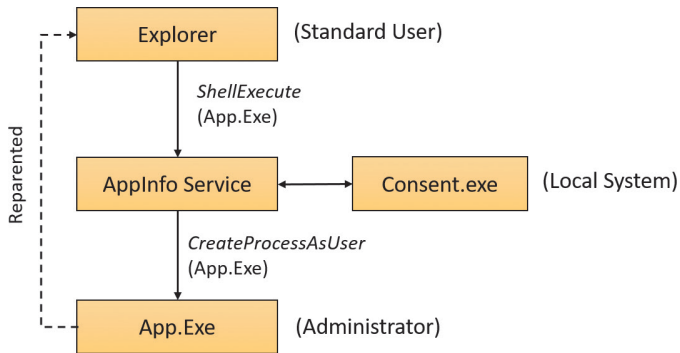 Explorer
(Standard User)
ShellExecute
(App.Exe)
Reparented
AppInfo Service
Consent.exe
(Local System)
CreateProcessAsUser
(App.Exe)
App.Exe
(Administrator)